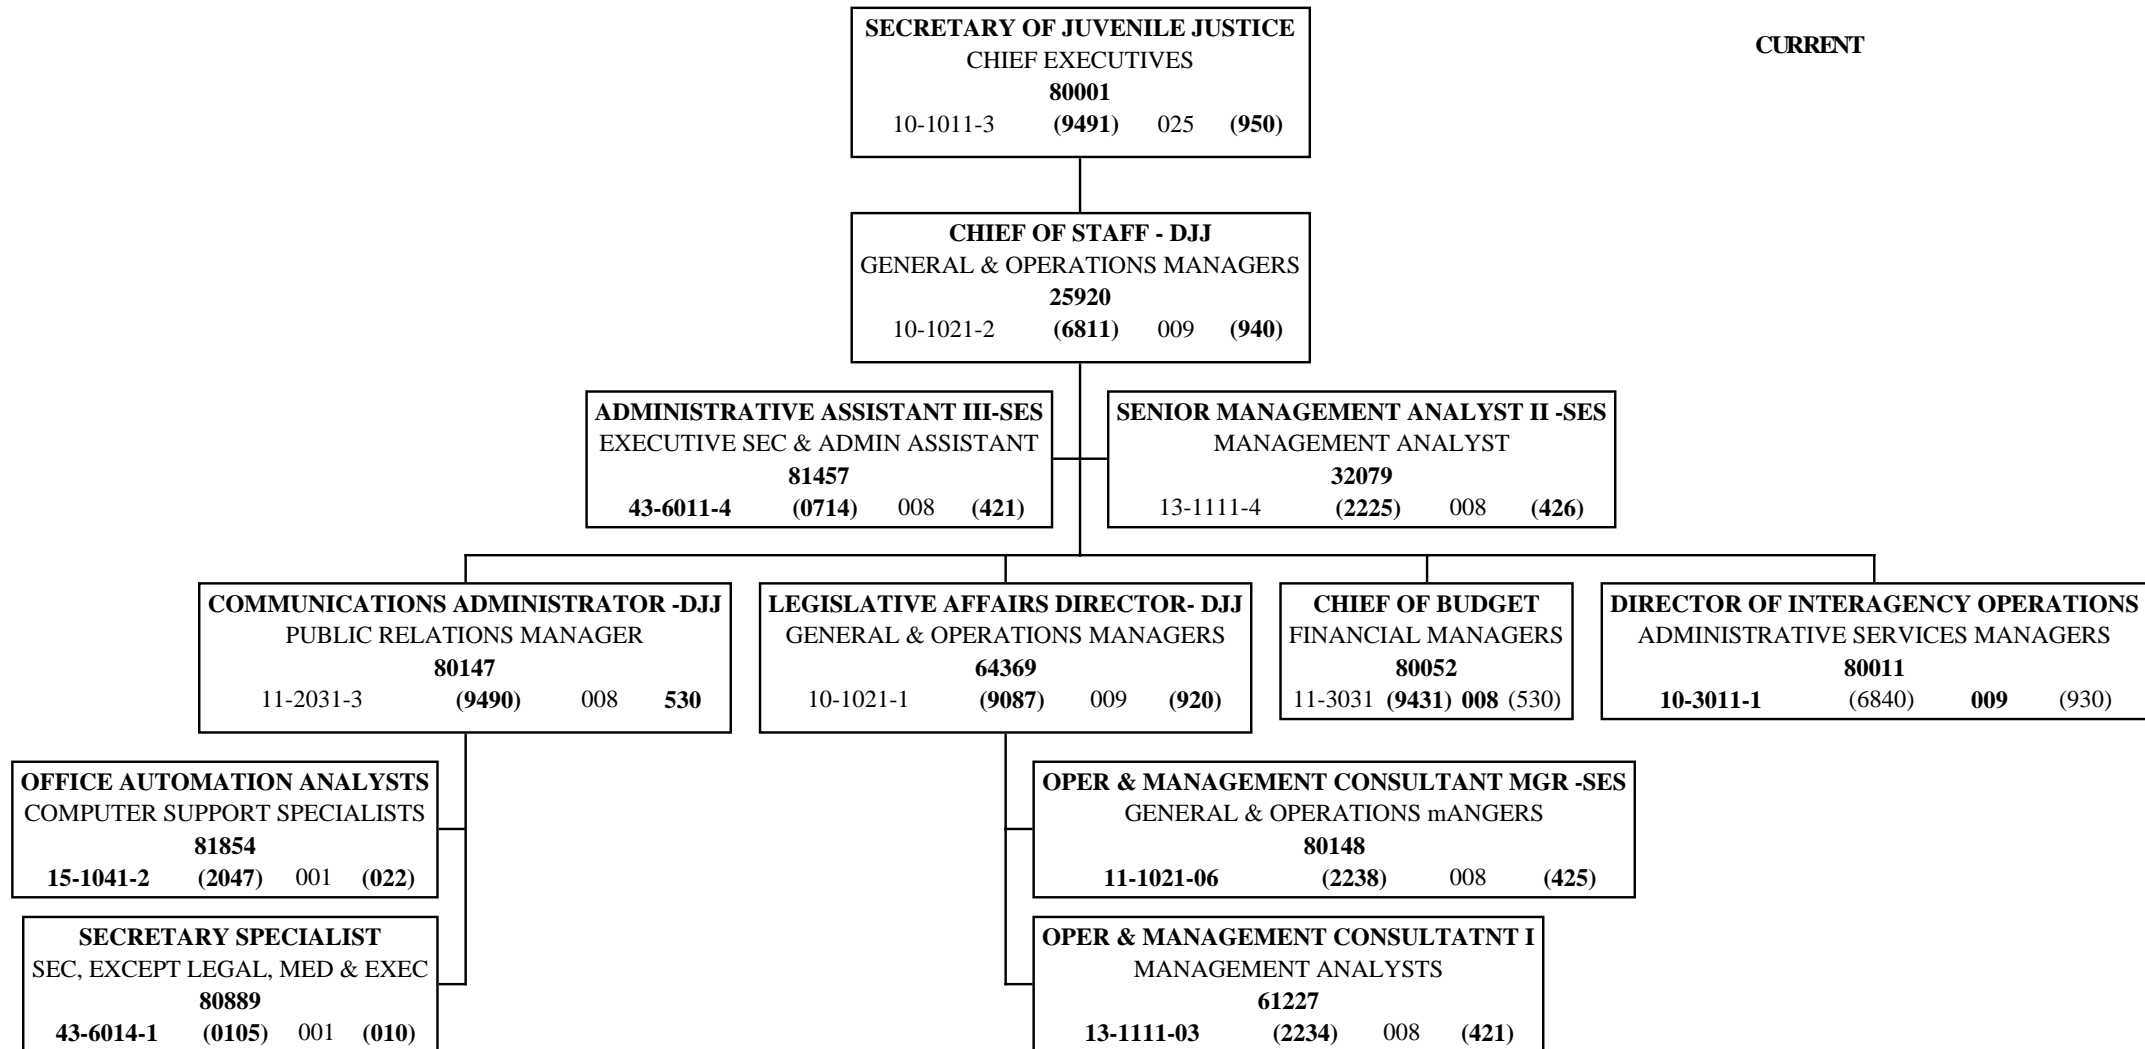 SECRETARY OF JUVENILE JUSTICE
CHIEF EXECUTIVES
80001
10-1011-3 (9491) 025 (950)
CURRENT
CHIEF OF STAFF - DJJ
GENERAL & OPERATIONS MANAGERS
25920
10-1021-2 (6811) 009 (940)
ADMINISTRATIVE ASSISTANT III-SES
EXECUTIVE SEC & ADMIN ASSISTANT
81457
43-6011-4 (0714) 008 (421)
SENIOR MANAGEMENT ANALYST II -SES
MANAGEMENT ANALYST
32079
13-1111-4 (2225) 008 (426)
COMMUNICATIONS ADMINISTRATOR -DJJ
PUBLIC RELATIONS MANAGER
80147
11-2031-3 (9490) 008 530
LEGISLATIVE AFFAIRS DIRECTOR- DJJ
GENERAL & OPERATIONS MANAGERS
64369
10-1021-1 (9087) 009 (920)
CHIEF OF BUDGET
FINANCIAL MANAGERS
80052
11-3031 (9431) 008 (530)
DIRECTOR OF INTERAGENCY OPERATIONS
ADMINISTRATIVE SERVICES MANAGERS
80011
10-3011-1 (6840) 009 (930)
OFFICE AUTOMATION ANALYSTS
COMPUTER SUPPORT SPECIALISTS
81854
15-1041-2 (2047) 001 (022)
OPER & MANAGEMENT CONSULTANT MGR -SES
GENERAL & OPERATIONS mANGERS
80148
11-1021-06 (2238) 008 (425)
SECRETARY SPECIALIST
SEC, EXCEPT LEGAL, MED & EXEC
80889
43-6014-1 (0105) 001 (010)
OPER & MANAGEMENT CONSULTATNT I
MANAGEMENT ANALYSTS
61227
13-1111-03 (2234) 008 (421)